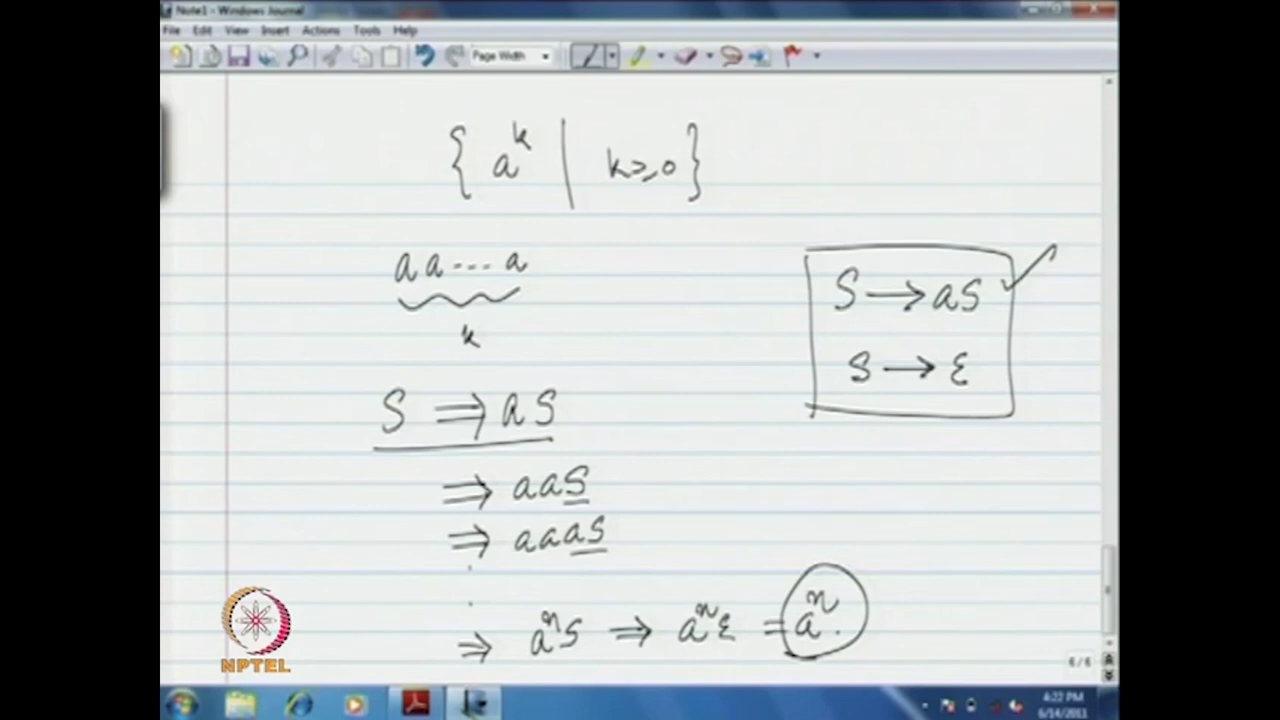 Note1 - Windows Journal
File Edit View Insert Actions Tools Help
Page Width
{ a^k | k ≥ 0 }
aa---a
k
S → aS
S → ε
S ⇒ aS
⇒ aaS
⇒ aaaS
⇒ a^n S ⇒ a^n ε = a^n.
NPTEL
6 / 6
4:22 PM
6/14/2011